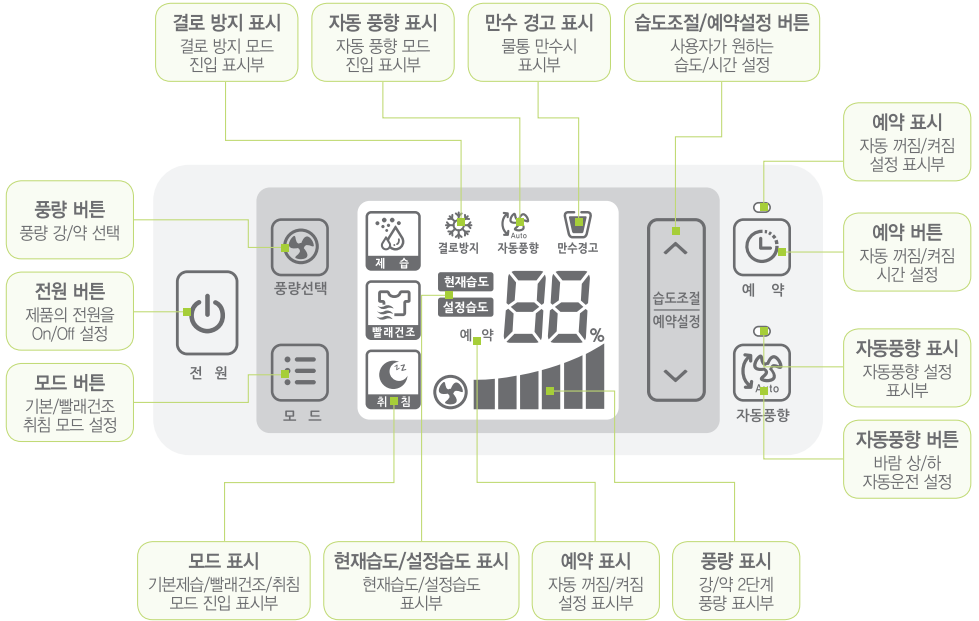 결로 방지 표시
결로 방지 모드
진입 표시부
자동 풍향 표시
자동 풍향 모드
진입 표시부
만수 경고 표시
물통 만수시
표시부
습도조절/예약설정 버튼
사용자가 원하는
습도/시간 설정
예약 표시
자동 꺼짐/켜짐
설정 표시부
풍량 버튼
풍량 강/약 선택
예약 버튼
자동 꺼짐/켜짐
시간 설정
전원 버튼
제품의 전원을
On/Off 설정
자동풍향 표시
자동풍향 설정
표시부
모드 버튼
기본/빨래건조
취침 모드 설정
자동풍향 버튼
바람 상/하
자동운전 설정
풍량선택
전 원
모 드
제 습
빨래건조
취 침
결로방지
Auto
자동풍향
만수경고
현재습도
설정습도
예 약
88
%
습도조절
예약설정
예 약
Auto
자동풍향
모드 표시
기본제습/빨래건조/취침
모드 진입 표시부
현재습도/설정습도 표시
현재습도/설정습도
표시부
예약 표시
자동 꺼짐/켜짐
설정 표시부
풍량 표시
강/약 2단계
풍량 표시부